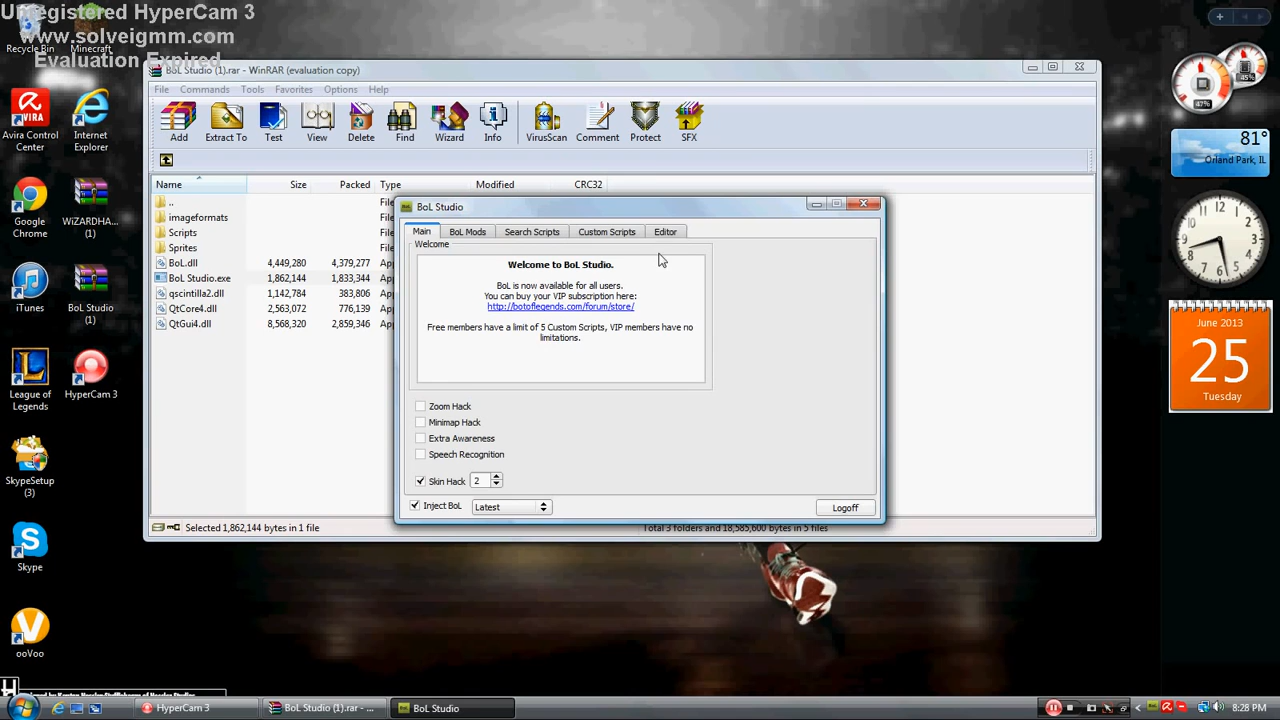 Unregistered HyperCam 3
www.solveigmm.com
Evaluation Expired
Recycle Bin
Minecraft
Avira Control Center
Internet Explorer
Google Chrome
WiZARDHA... (1)
iTunes
BoL Studio (1)
League of Legends
HyperCam 3
SkypeSetup (3)
Skype
ooVoo
BoL Studio (1).rar - WinRAR (evaluation copy)
File Commands Tools Favorites Options Help
Add Extract To Test View Delete Find Wizard Info VirusScan Comment Protect SFX
Name Size Packed Type Modified CRC32
..
imageformats
Scripts
Sprites
BoL.dll 4,449,280 4,379,277
BoL Studio.exe 1,862,144 1,833,344
qscintilla2.dll 1,142,784 383,806
QtCore4.dll 2,563,072 776,139
QtGui4.dll 8,568,320 2,859,346
Selected 1,862,144 bytes in 1 file
Total 3 folders and 18,585,600 bytes in 5 files
BoL Studio
Main BoL Mods Search Scripts Custom Scripts Editor
Welcome
Welcome to BoL Studio.
BoL is now available for all users.
You can buy your VIP subscription here:
http://botoflegends.com/forum/store/
Free members have a limit of 5 Custom Scripts, VIP members have no
limitations.
Zoom Hack
Minimap Hack
Extra Awareness
Speech Recognition
Skin Hack 2
Inject BoL Latest Logoff
47%
45%
81°
Orland Park, IL
June 2013
25
Tuesday
HyperCam 3
BoL Studio (1).rar - ...
BoL Studio
8:28 PM